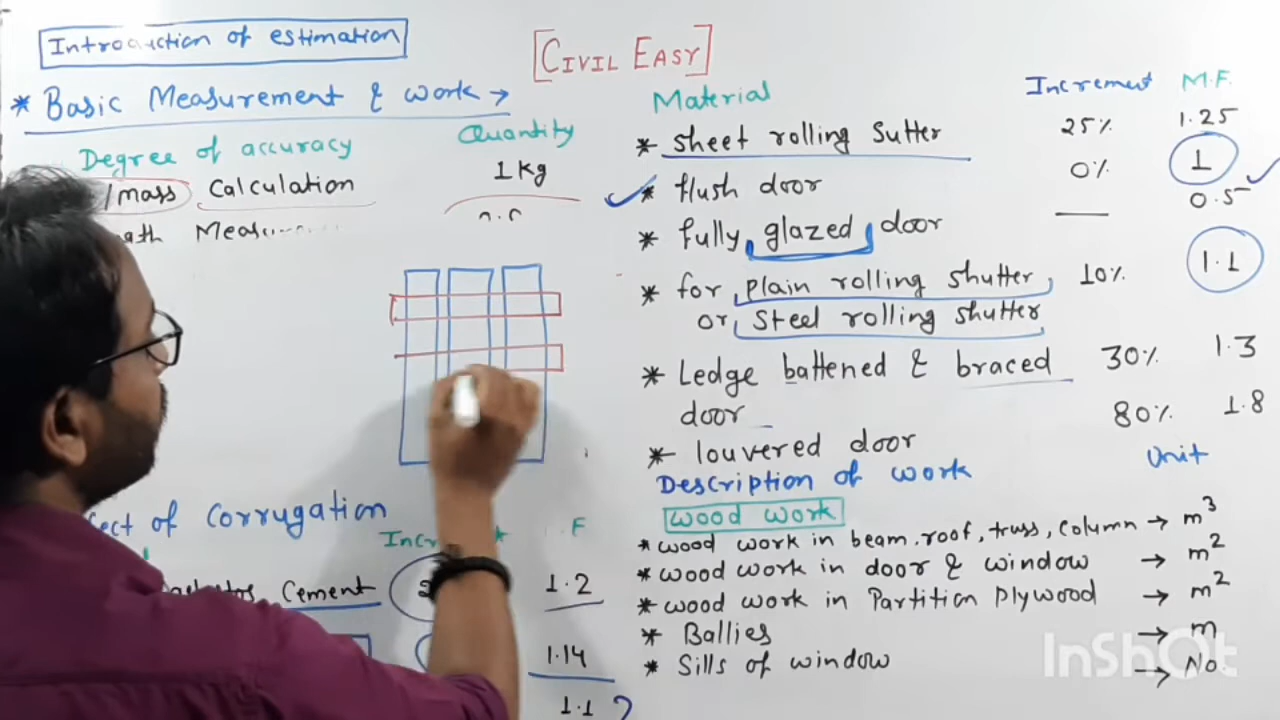 Introduction of estimation
[CIVIL EASY]
* Basic Measurement & work →
Degree of accuracy Quantity
/mass Calculation 1 kg
Meas
ect of Corrugation
F
Cement 1.2
1.14
1.1
Material Increment M.F.
* sheet rolling Sutter 25% 1.25
* flush door 0% 1
* fully glazed door — 0.5
* for plain rolling shutter 10% 1.1
or steel rolling shutter
* Ledge battened & braced 30% 1.3
door 80% 1.8
* louvered door
Description of work Unit
wood work
* wood work in beam, roof, truss, Column → m³
* wood work in door & window → m²
* wood work in Partition Plywood → m²
* Ballies → m
* Sills of window → No.
InShOt